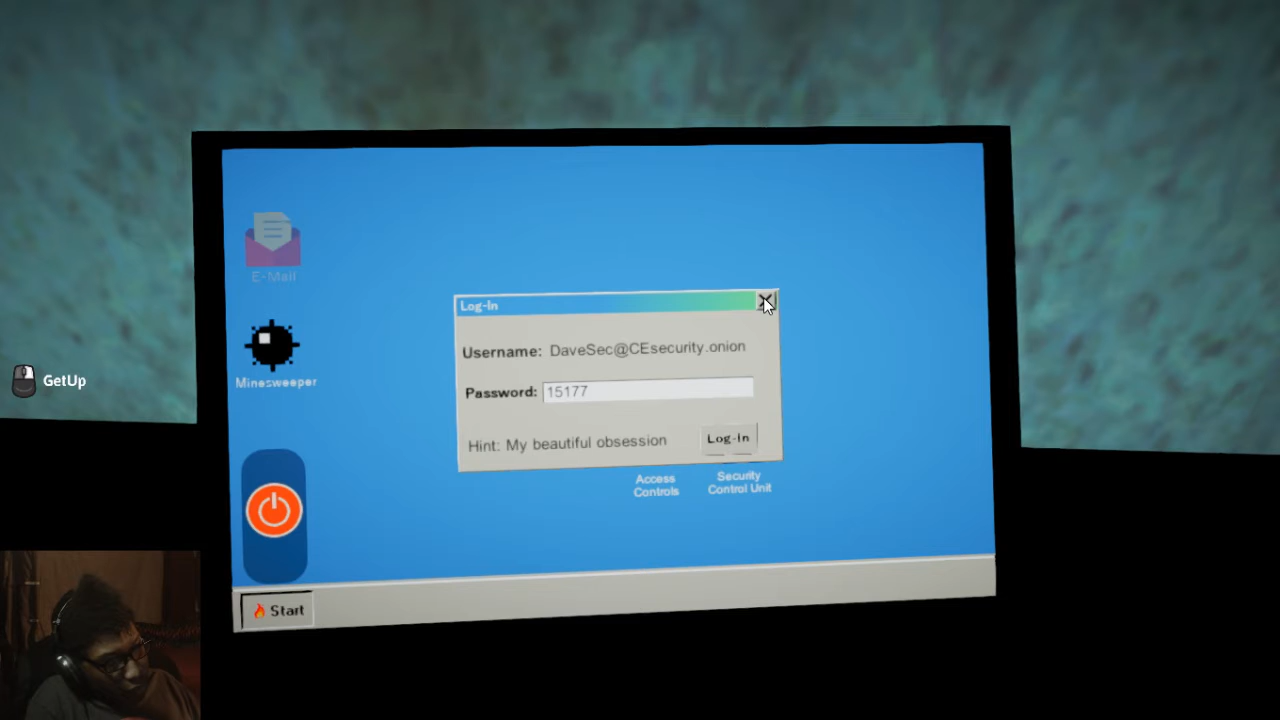 E-Mail
Log-In
Username: DaveSec@CEsecurity.onion
Minesweeper
GetUp
Password: 15177
Hint: My beautiful obsession
Log-In
Access Controls
Security Control Unit
Start